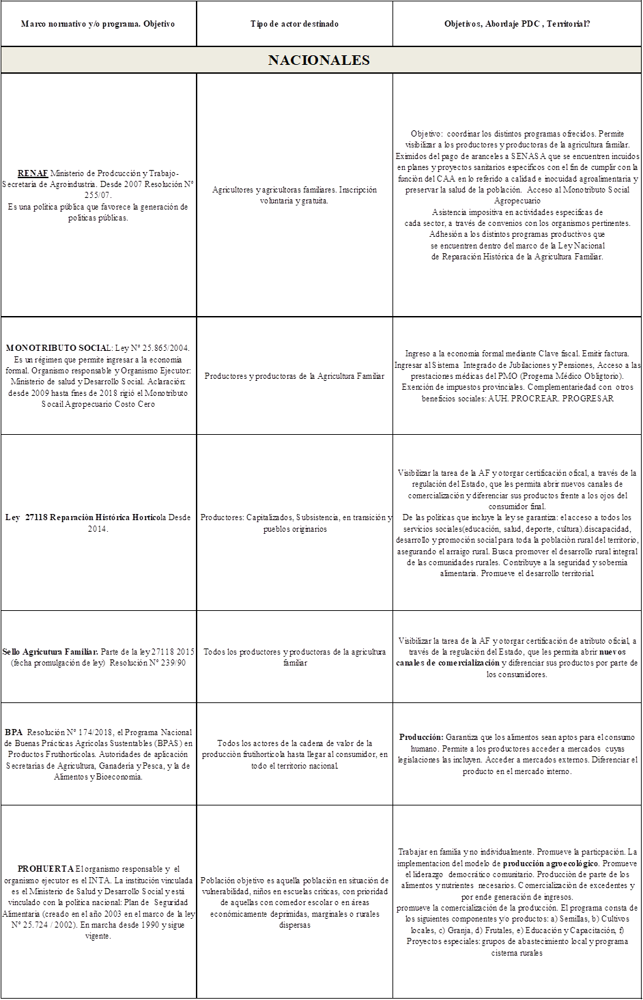 Marco normativo y/o programa. Objetivo
Tipo de actor destinado
Objetivos, Abordaje PDC , Territorial?
NACIONALES
RENAF Ministerio de Prodcucción y Trabajo-
Secretaría de Agroindustria. Desde 2007 Resolución Nº
255/07.
Es una política pública que favorece la generación de
políticas públicas.
Agricultores y agricultoras familiares. Inscripción
voluntaria y gratuita.
Objetivo: coordinar los distintos programas ofrecidos. Permite
visibilizar a los productores y productoras de la agricultura familar.
Eximidos del pago de aranceles a SENASA que se encuentren incuidos
en planes y proyectos sanitarios específicos con el fin de cumplir con la
función del CAA en lo referido a calidad e inocuidad agroalimentaria y
preservar la salud de la población. Acceso al Monotributo Social
Agropecuario
Asistencia impositiva en actividades específicas de
cada sector, a través de convenios con los organismos pertinentes.
Adhesión a los distintos programas productivos que
se encuentren dentro del marco de la Ley Nacional
de Reparación Histórica de la Agricultura Familiar.
MONOTRIBUTO SOCIAL: Ley Nº 25.865/2004.
Es un régimen que permite ingresar a la economía
formal. Organismo responsable y Organismo Ejecutor:
Ministerio de salud y Desarrollo Social. Aclaración:
desde 2009 hasta fines de 2018 rigió el Monotributo
Socail Agropecuario Costo Cero
Productores y productoras de la Agricultura Familiar
Ingreso a la economía formal mediante Clave fiscal. Emitir factura.
Ingresar al Sistema Integrado de Jubilaciones y Pensiones, Acceso a las
prestaciones médicas del PMO (Progema Médico Obligtorio).
Exención de impuestos provinciales. Complementariedad con otros
beneficios sociales: AUH. PROCREAR. PROGRESAR
Ley 27118 Reparaciòn Histórica Horticola Desde
2014.
Productores: Capitalizados, Subsistencia, en transición y
pueblos originarios
Visibilizar la tarea de la AF y otorgar certificación ofical, a través de la
regulación del Estado, que les permita abrir nuevos canales de
comercialización y diferenciar sus productos frente a los ojos del
consumidor final.
De las políticas que incluye la ley se garantiza: el acceso a todos los
servicios sociales(educación, salud, deporte, cultura).discapacidad,
desarrollo y promoción social para toda la poblaciòn rural del territorio,
asegurando el arraigo rural. Busca promover el desarrollo rural integral
de las comunidades rurales. Contribuye a la seguridad y sobernía
alimentaria. Promueve el desarrollo territorial.
Sello Agricutura Familiar. Parte de la ley 27118 2015
(fecha promulgación de ley) Resolución Nº 239/90
Todos los productores y productoras de la agricultura
familiar
Visibilizar la tarea de la AF y otorgar certificación de atributo oficial, a
través de la regulación del Estado, que les permita abrir nuevos
canales de comercialización y diferenciar sus productos por parte de
los consumidores.
BPA Resolución Nº 174/2018, el Programa Nacional
de Buenas Prácticas Agrícolas Sustentables (BPAS) en
Productos Frutihortícolas. Autoridades de aplicación
Secretarias de Agricultura, Ganadería y Pesca, y la de
Alimentos y Bioeconomía.
Todos los actores de la cadena de valor de la
producciòn frutihortícola hasta llegar al consumidor, en
todo el territorio nacional.
Producción: Garantiza que los alimentos sean aptos para el consumo
humano. Permite a los productores acceder a mercados cuyas
legislaciones las incluyen. Acceder a mercados externos. Diferenciar el
producto en el mercado interno.
PROHUERTA El organismo responsable y el
organismo ejecutor es el INTA. La institución vinculada
es el Ministerio de Salud y Desarrollo Social y está
vinculado con la política nacional: Plan de Seguridad
Alimentaria (creado en el año 2003 en el marco de la ley
Nº 25.724 / 2002). En marcha desde 1990 y sigue
vigente.
Población objetivo es aquella población en situación de
vulnerabilidad, niños en escuelas críticas, con prioridad
de aquellas con comedor escolar o en áreas
económicamente deprimidas, marginales o rurales
dispersas
Trabajar en familia y no individualmente. Promueve la particpación. La
implementacion del modelo de producción agroecológico. Promueve
el liderazgo democrático comunitario. Producciòn de parte de los
alimentos y nutrientes necesarios. Comercializaciòn de excedentes y
por ende generación de ingresos.
promueve la comercialización de la producción. El programa consta de
los siguientes componentes y/o productos: a) Semillas, b) Cultivos
locales, c) Granja, d) Frutales, e) Educación y Capacitación, f)
Proyectos especiales: grupos de abastecimiento local y programa
cisterna rurales